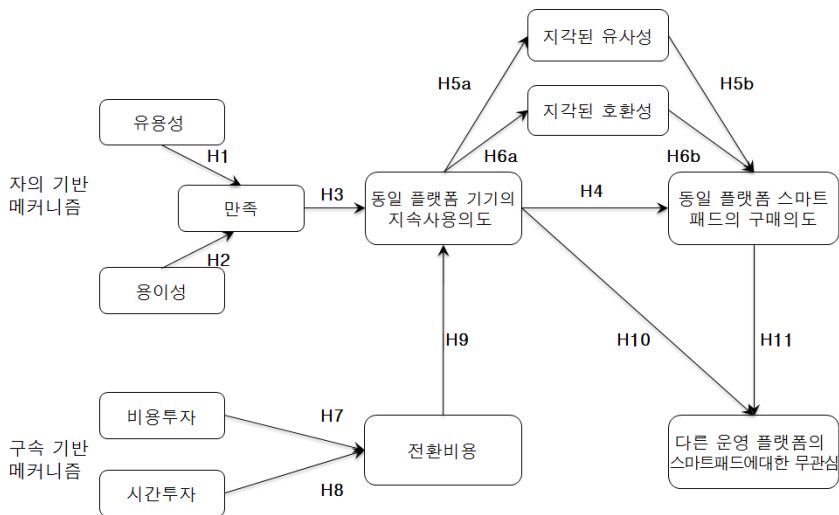 지각된 유사성
H5a
H5b
유용성
지각된 호환성
H1
H6a
H6b
자의 기반
메커니즘
만족
H3
동일 플랫폼 기기의
지속사용의도
H4
동일 플랫폼 스마트
패드의 구매의도
H2
용이성
H9
H10
H11
비용투자
H7
구속 기반
메커니즘
전환비용
다른 운영 플랫폼의
스마트패드에대한 무관심
시간투자
H8